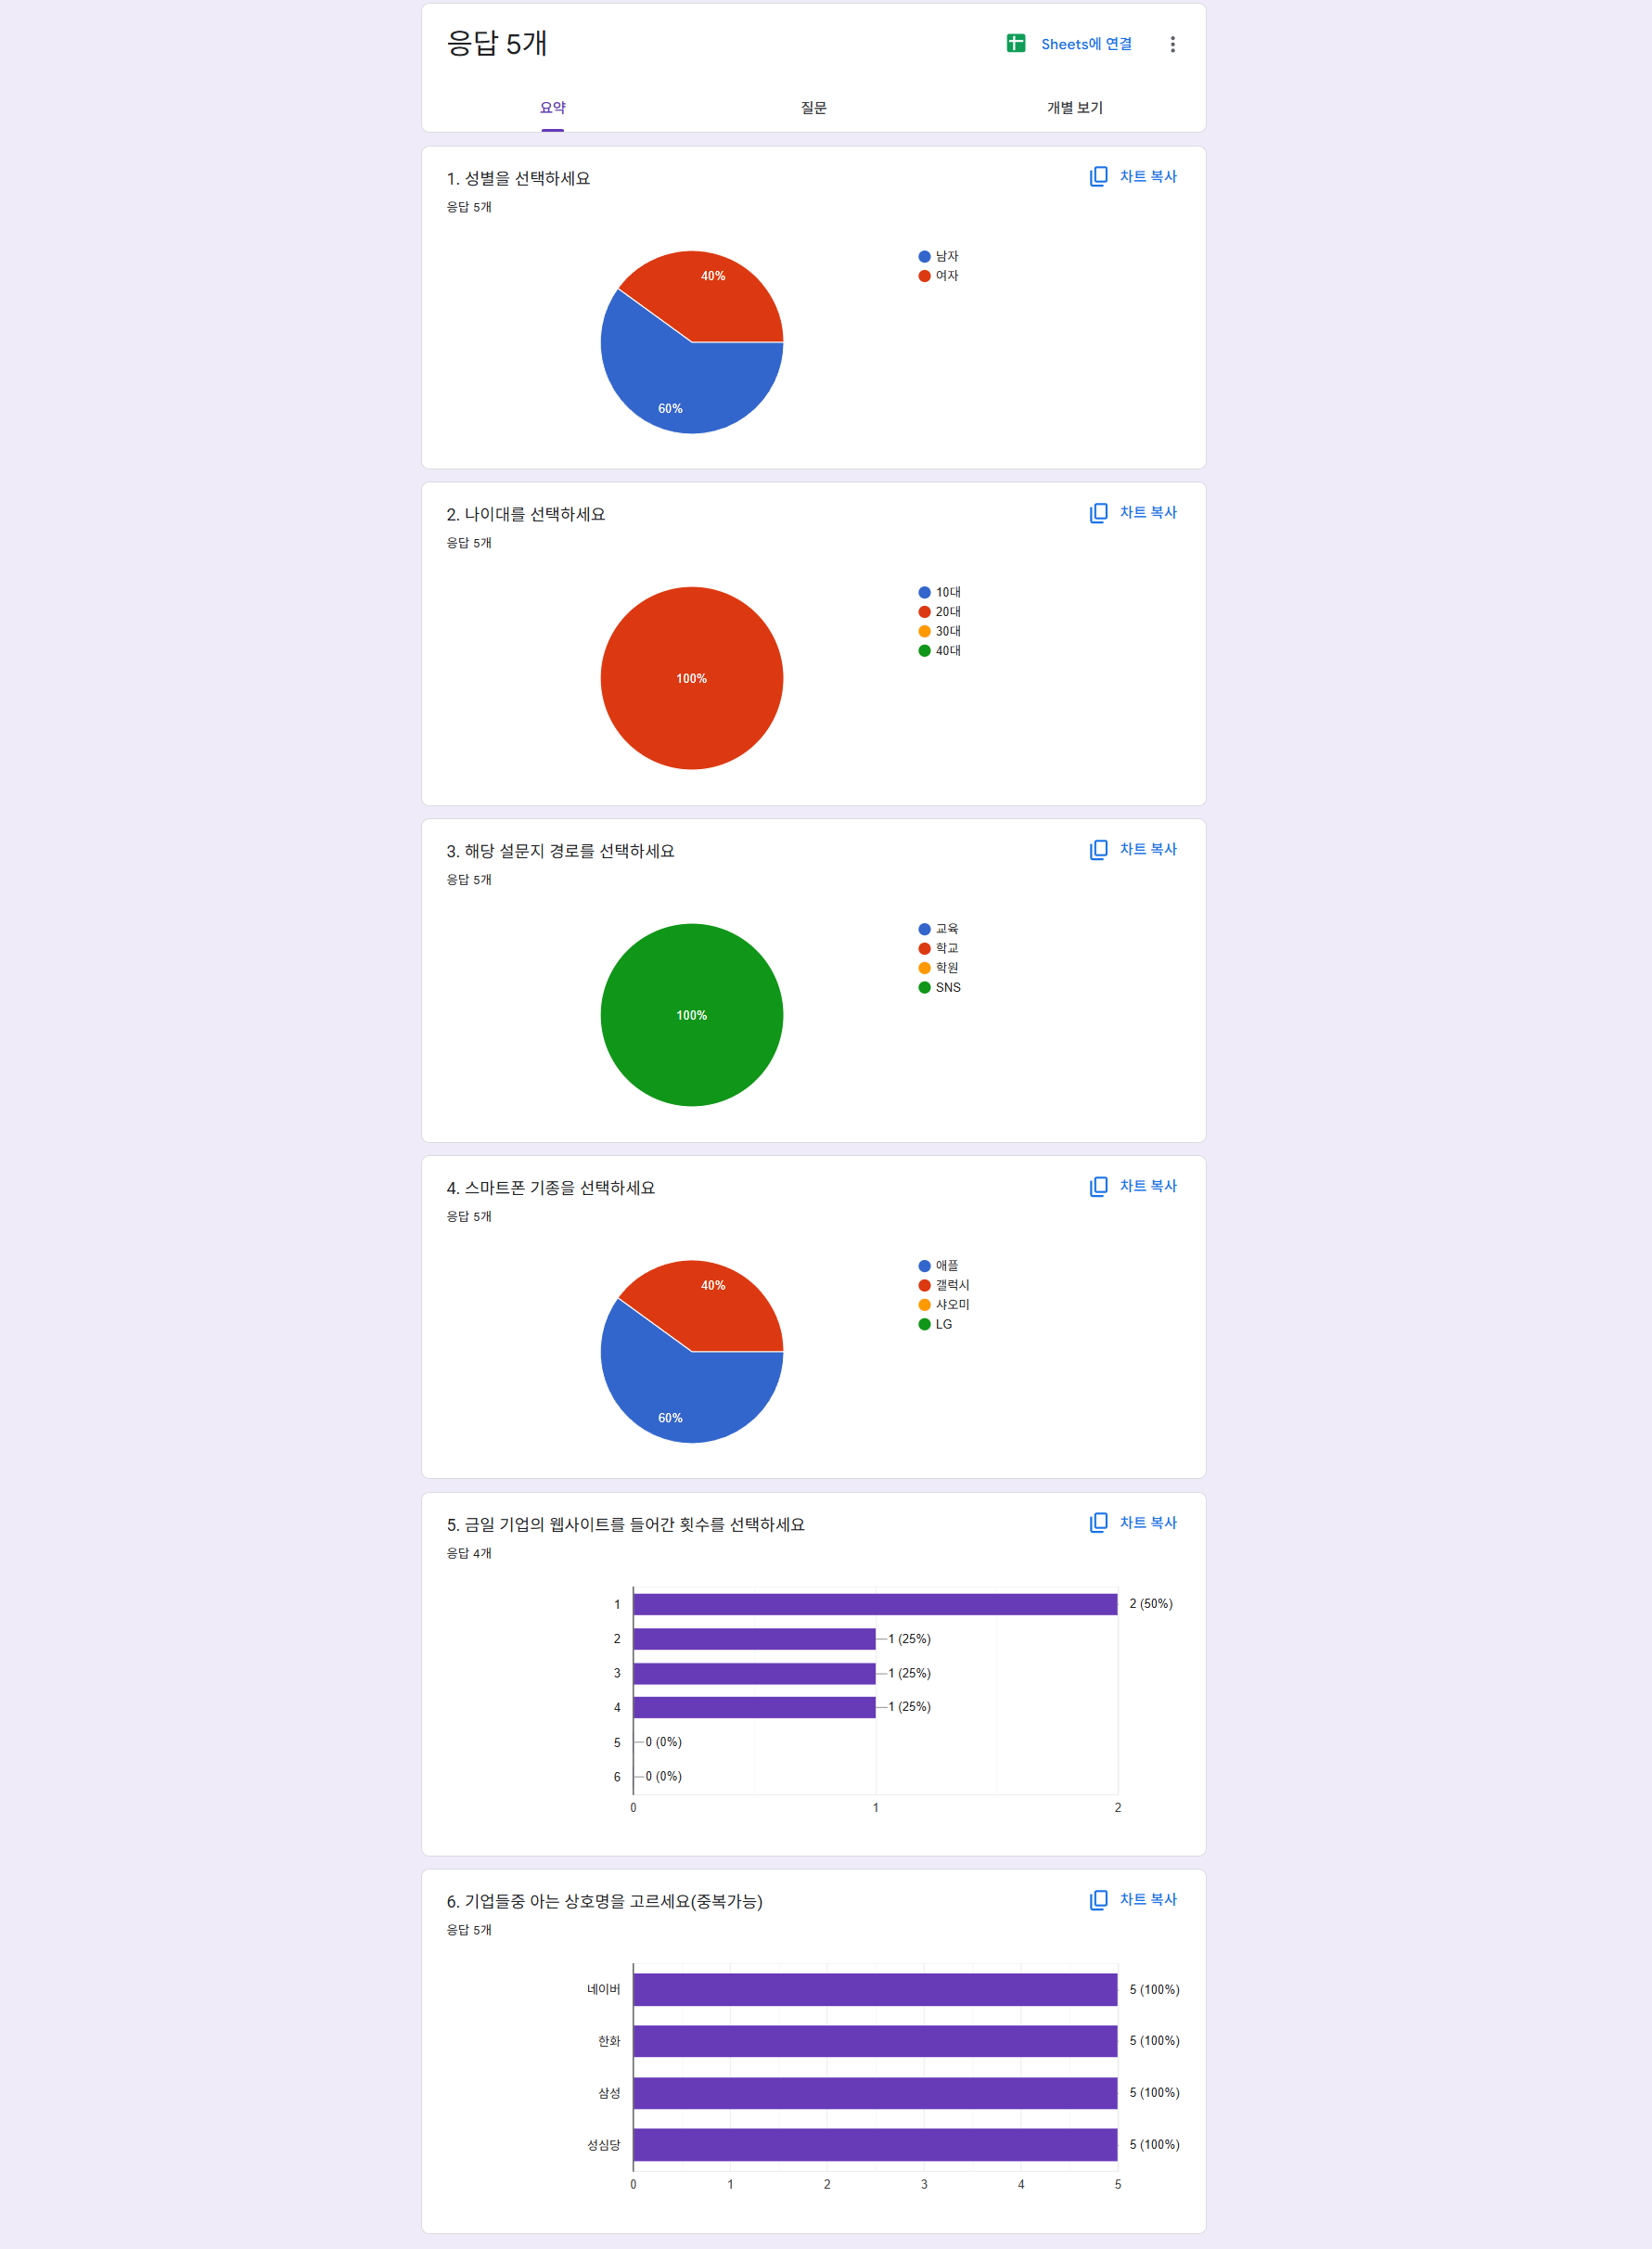 응답 5개
Sheets에 연결
요약
질문
개별 보기
1. 성별을 선택하세요
차트 복사
응답 5개
남자
여자
40%
60%
2. 나이대를 선택하세요
차트 복사
응답 5개
10대
20대
30대
40대
100%
3. 해당 설문지 경로를 선택하세요
차트 복사
응답 5개
교육
학교
학원
SNS
100%
4. 스마트폰 기종을 선택하세요
차트 복사
응답 5개
애플
갤럭시
샤오미
LG
40%
60%
5. 금일 기업의 웹사이트를 들어간 횟수를 선택하세요
차트 복사
응답 4개
1 2 (50%)
2 1 (25%)
3 1 (25%)
4 1 (25%)
5 0 (0%)
6 0 (0%)
0 1 2
6. 기업들중 아는 상호명을 고르세요(중복가능)
차트 복사
응답 5개
네이버 5 (100%)
한화 5 (100%)
삼성 5 (100%)
성심당 5 (100%)
0 1 2 3 4 5